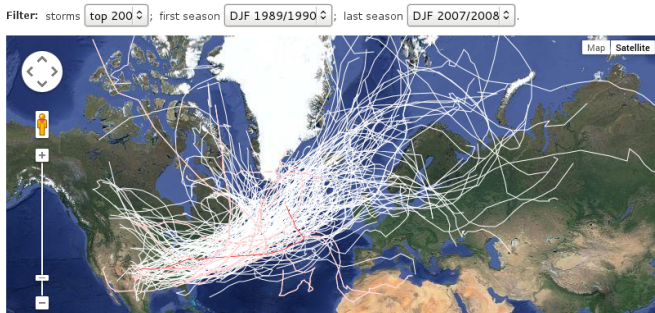 Filter: storms top 200 ; first season DJF 1989/1990 ; last season DJF 2007/2008 .
Map Satellite